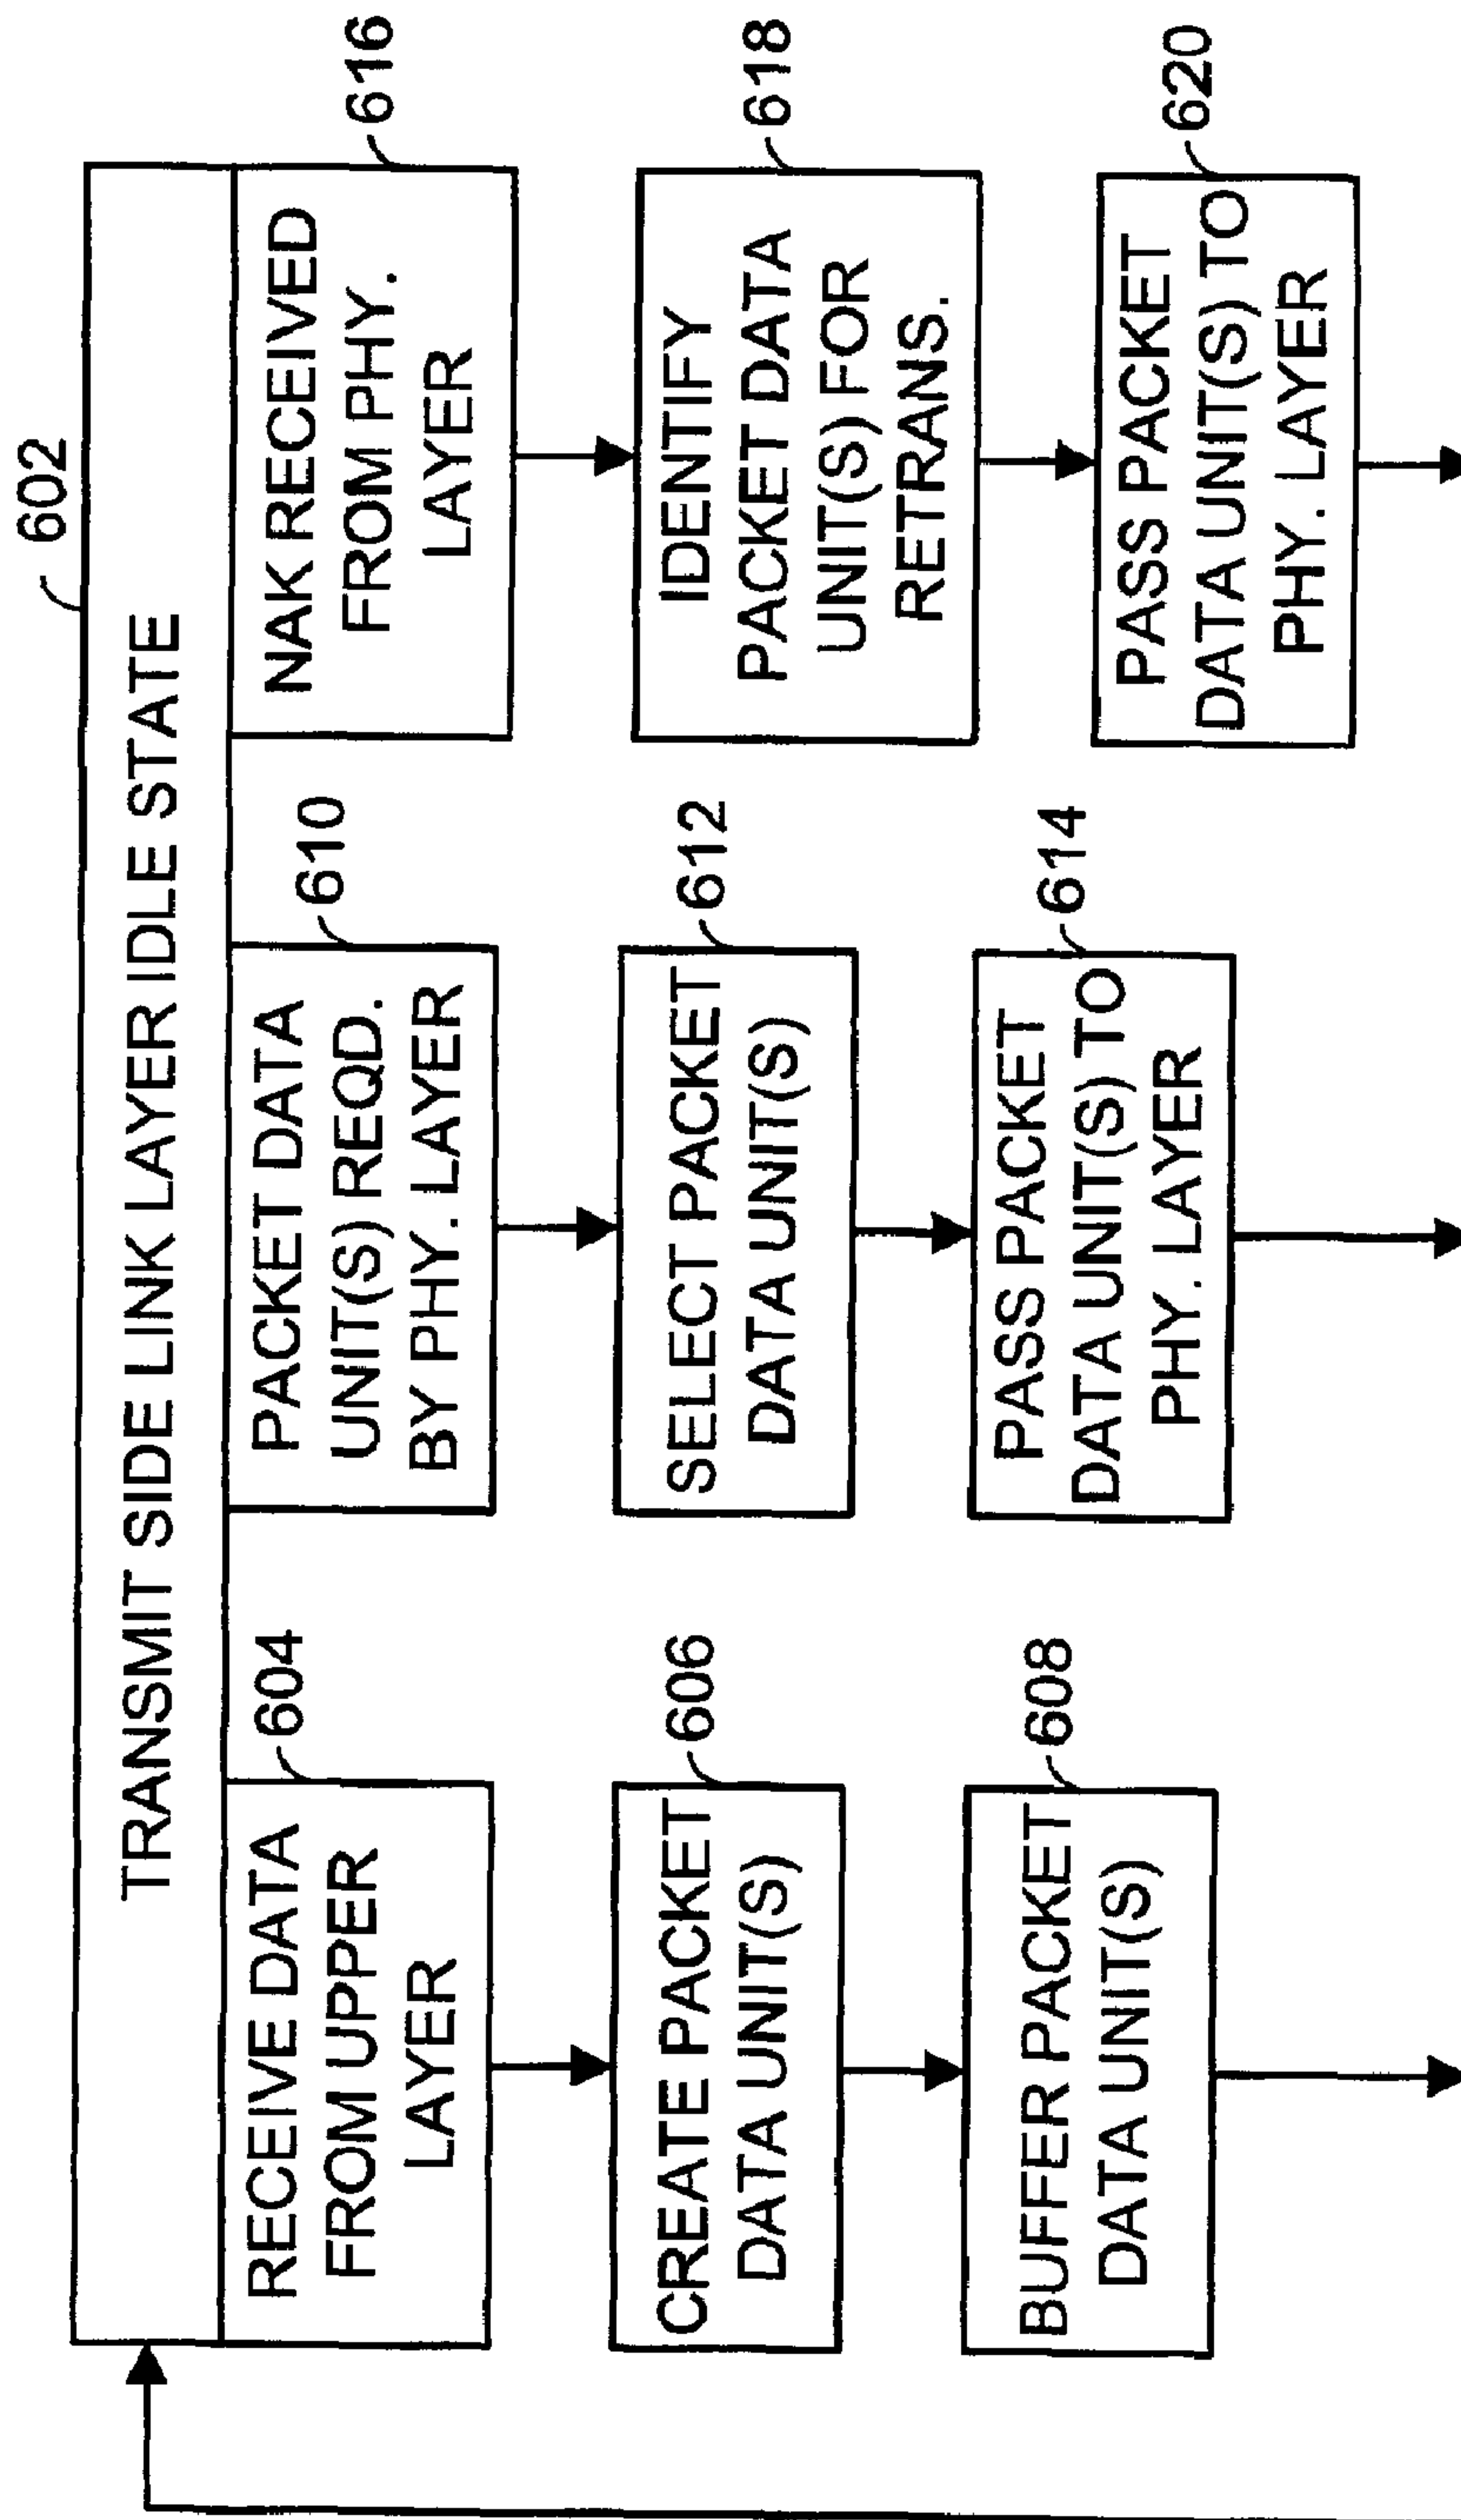 602
TRANSMIT SIDE LINK LAYER IDLE STATE
604
RECEIVE DATA
FROM UPPER
LAYER
606
CREATE PACKET
DATA UNIT(S)
608
BUFFER PACKET
DATA UNIT(S)
610
PACKET DATA
UNIT(S) REQD.
BY PHY. LAYER
612
SELECT PACKET
DATA UNIT(S)
614
PASS PACKET
DATA UNIT(S) TO
PHY. LAYER
616
NAK RECEIVED
FROM PHY.
LAYER
618
IDENTIFY
PACKET DATA
UNIT(S) FOR
RETRANS.
620
PASS PACKET
DATA UNIT(S) TO
PHY. LAYER